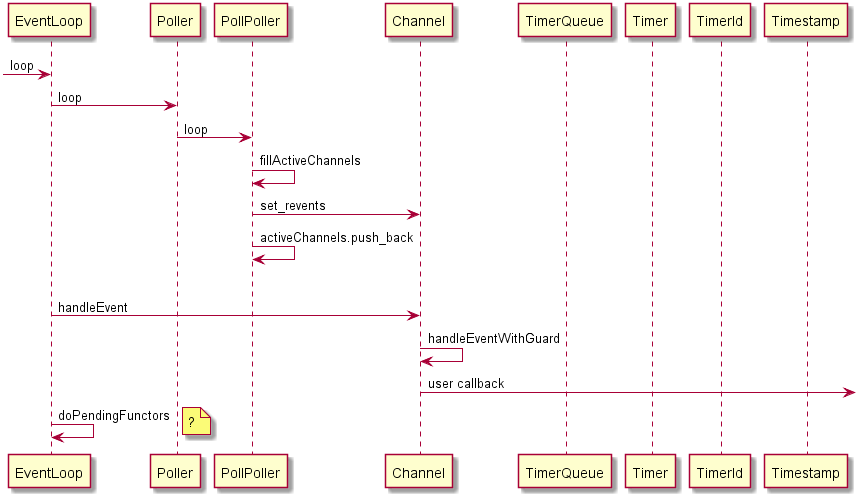 EventLoop Poller PollPoller Channel TimerQueue Timer TimerId Timestamp
loop
loop
loop
fillActiveChannels
set_revents
activeChannels.push_back
handleEvent
handleEventWithGuard
user callback
doPendingFunctors ?
EventLoop Poller PollPoller Channel TimerQueue Timer TimerId Timestamp